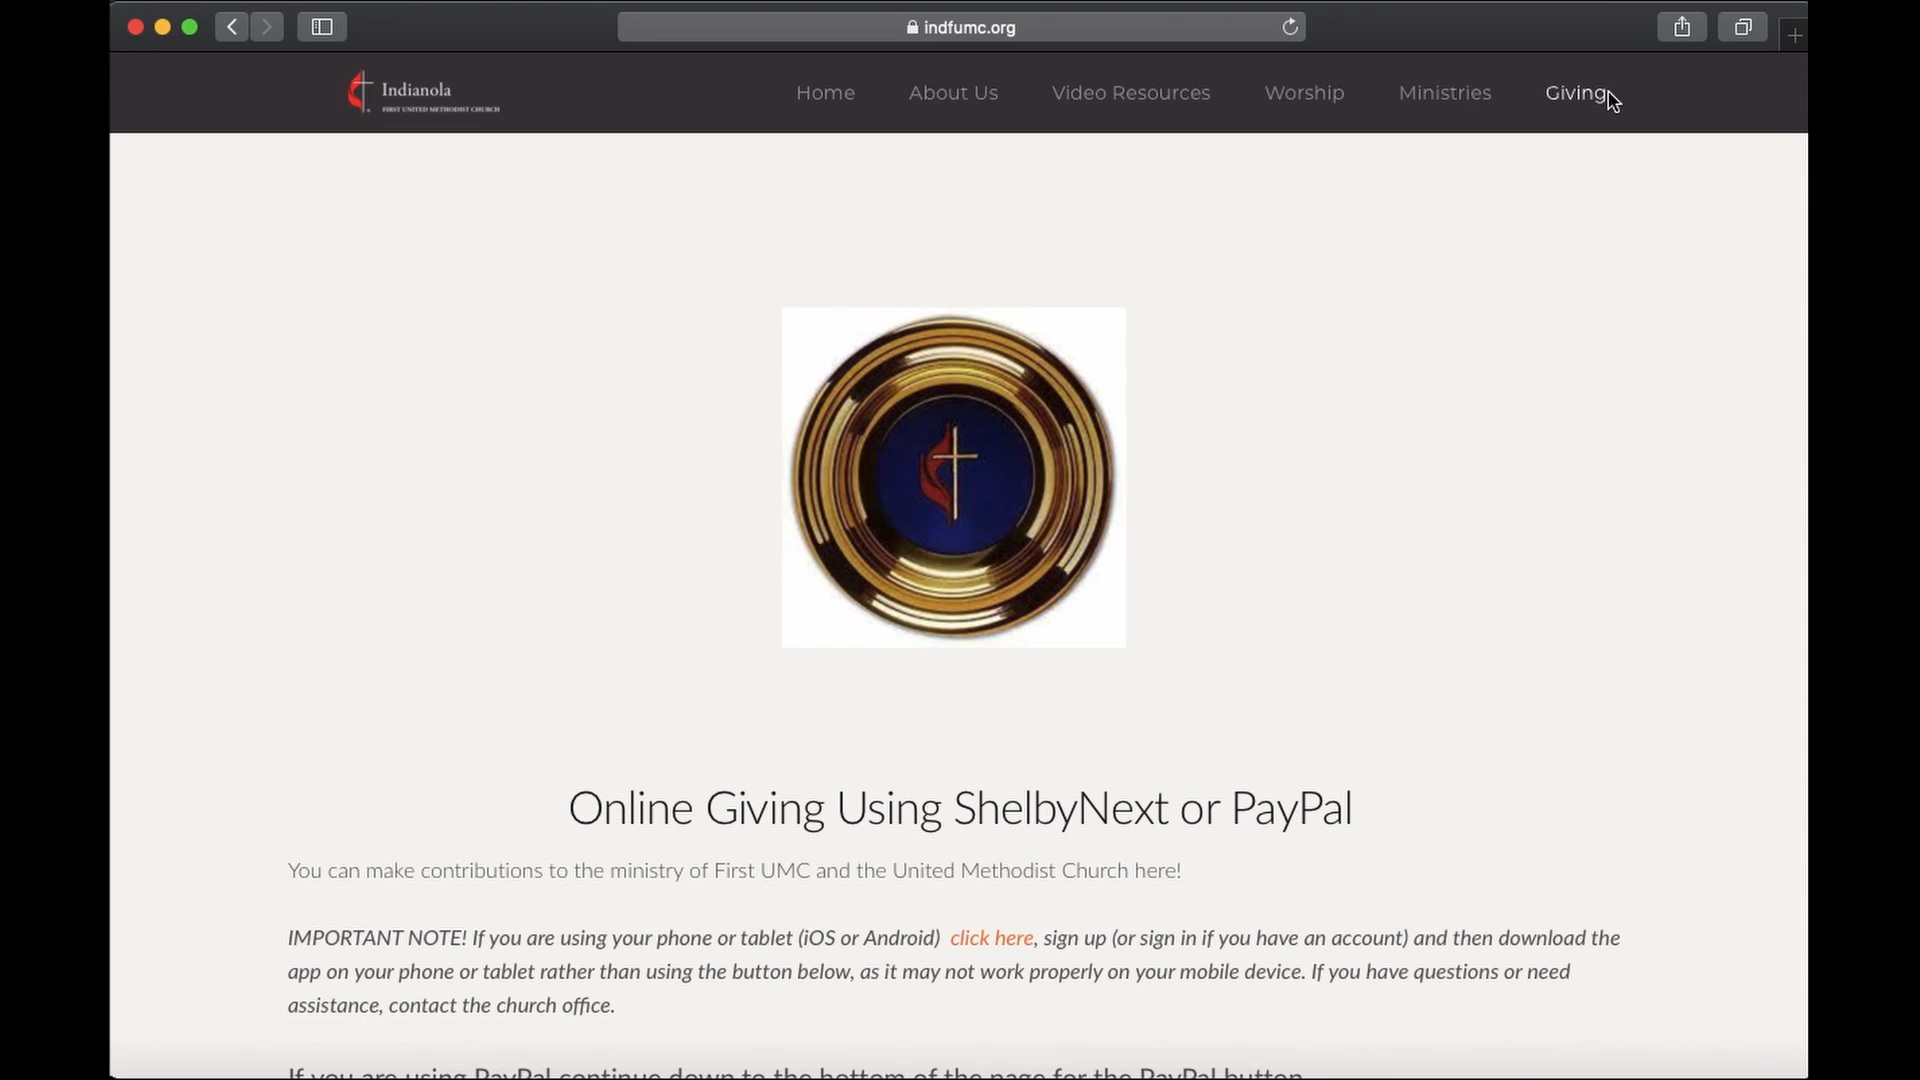 indfumc.org
Indianola
FIRST UNITED METHODIST CHURCH
Home About Us Video Resources Worship Ministries Giving
Online Giving Using ShelbyNext or PayPal
You can make contributions to the ministry of First UMC and the United Methodist Church here!
IMPORTANT NOTE! If you are using your phone or tablet (iOS or Android) click here, sign up (or sign in if you have an account) and then download the
app on your phone or tablet rather than using the button below, as it may not work properly on your mobile device. If you have questions or need
assistance, contact the church office.
If you are using PayPal continue down to the bottom of the page for the PayPal button